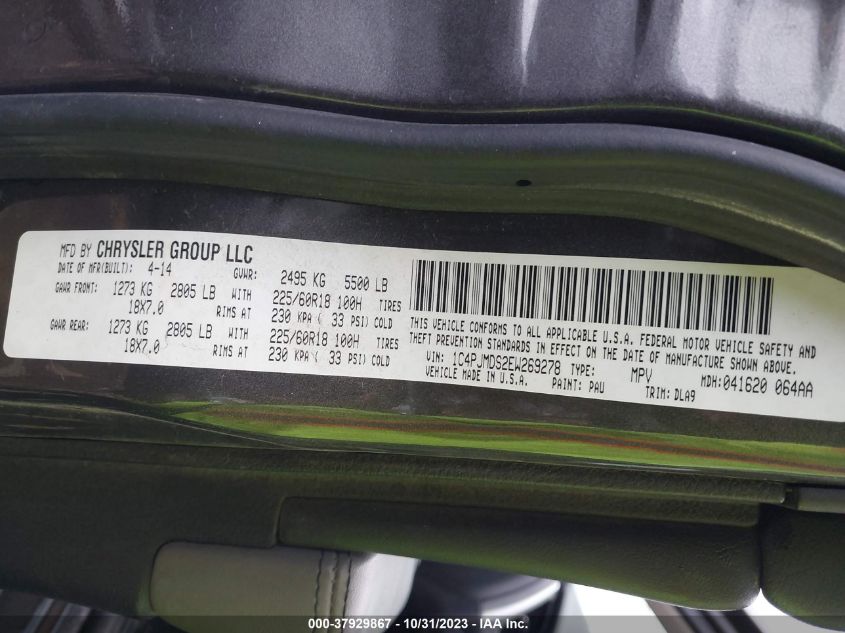 MFD BY CHRYSLER GROUP LLC
DATE OF MFR(BUILT): 4-14 GVWR: 2495 KG 5500 LB
GAWR FRONT: 1273 KG 2805 LB WITH 225/60R18 100H TIRES
18X7.0 RIMS AT 230 KPA ( 33 PSI) COLD
GAWR REAR: 1273 KG 2805 LB WITH 225/60R18 100H TIRES
18X7.0 RIMS AT 230 KPA ( 33 PSI) COLD
THIS VEHICLE CONFORMS TO ALL APPLICABLE U.S.A. FEDERAL MOTOR VEHICLE SAFETY AND
THEFT PREVENTION STANDARDS IN EFFECT ON THE DATE OF MANUFACTURE SHOWN ABOVE.
VIN: 1C4PJMDS2EW269278 TYPE: MPV MDH: 041620 064AA
VEHICLE MADE IN U.S.A. PAINT: PAU TRIM: DLA9
000-37929867 - 10/31/2023 - © IAA Inc.